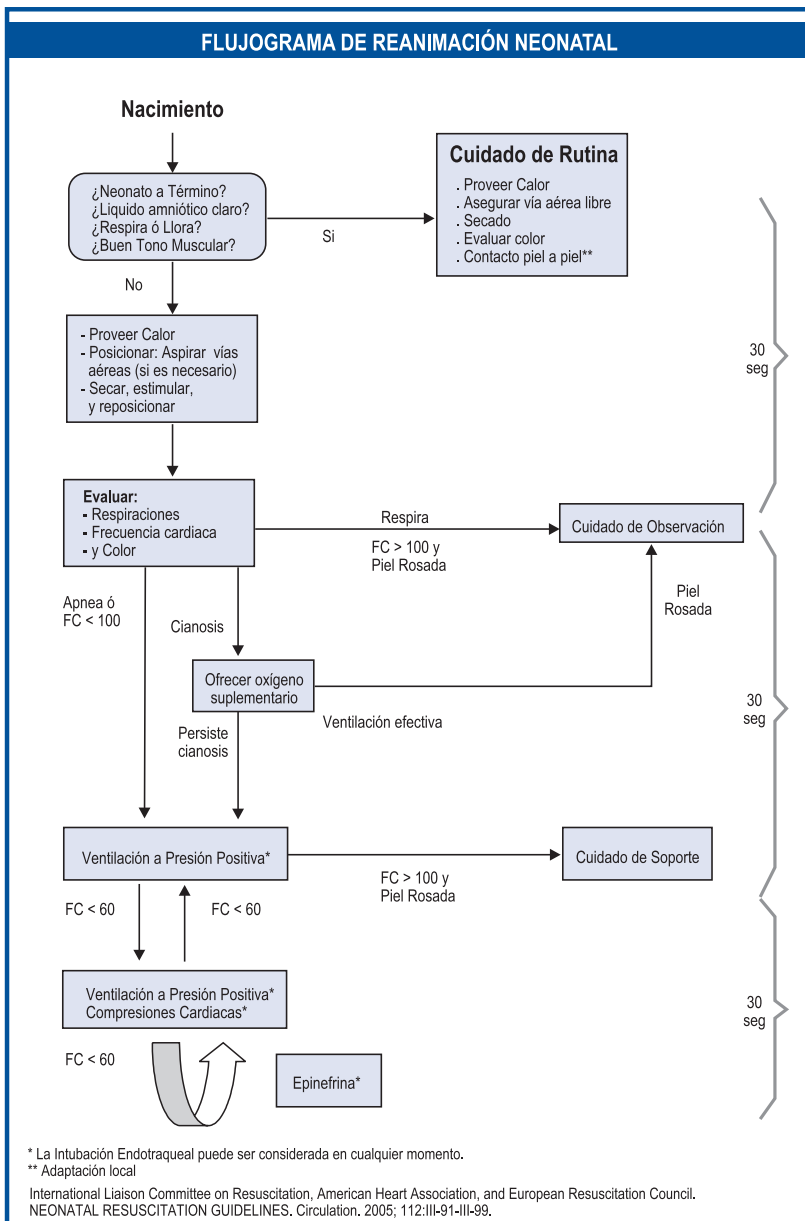 FLUJOGRAMA DE REANIMACIÓN NEONATAL
Nacimiento
¿Neonato a Término?
¿Liquido amniótico claro?
¿Respira ó Llora?
¿Buen Tono Muscular?
Si
Cuidado de Rutina
. Proveer Calor
. Asegurar vía aérea libre
. Secado
. Evaluar color
. Contacto piel a piel**
No
- Proveer Calor
- Posicionar: Aspirar vías
aéreas (si es necesario)
- Secar, estimular,
y reposicionar
30
seg
Evaluar:
- Respiraciones
- Frecuencia cardiaca
- y Color
Respira
FC > 100 y
Piel Rosada
Cuidado de Observación
Apnea ó
FC < 100
Cianosis
Piel
Rosada
Ofrecer oxígeno
suplementario
Ventilación efectiva
Persiste
cianosis
30
seg
Ventilación a Presión Positiva*
FC > 100 y
Piel Rosada
Cuidado de Soporte
FC < 60
FC < 60
Ventilación a Presión Positiva*
Compresiones Cardiacas*
30
seg
FC < 60
Epinefrina*
* La Intubación Endotraqueal puede ser considerada en cualquier momento.
** Adaptación local
International Liaison Committee on Resuscitation, American Heart Association, and European Resuscitation Council.
NEONATAL RESUSCITATION GUIDELINES. Circulation. 2005; 112:III-91-III-99.